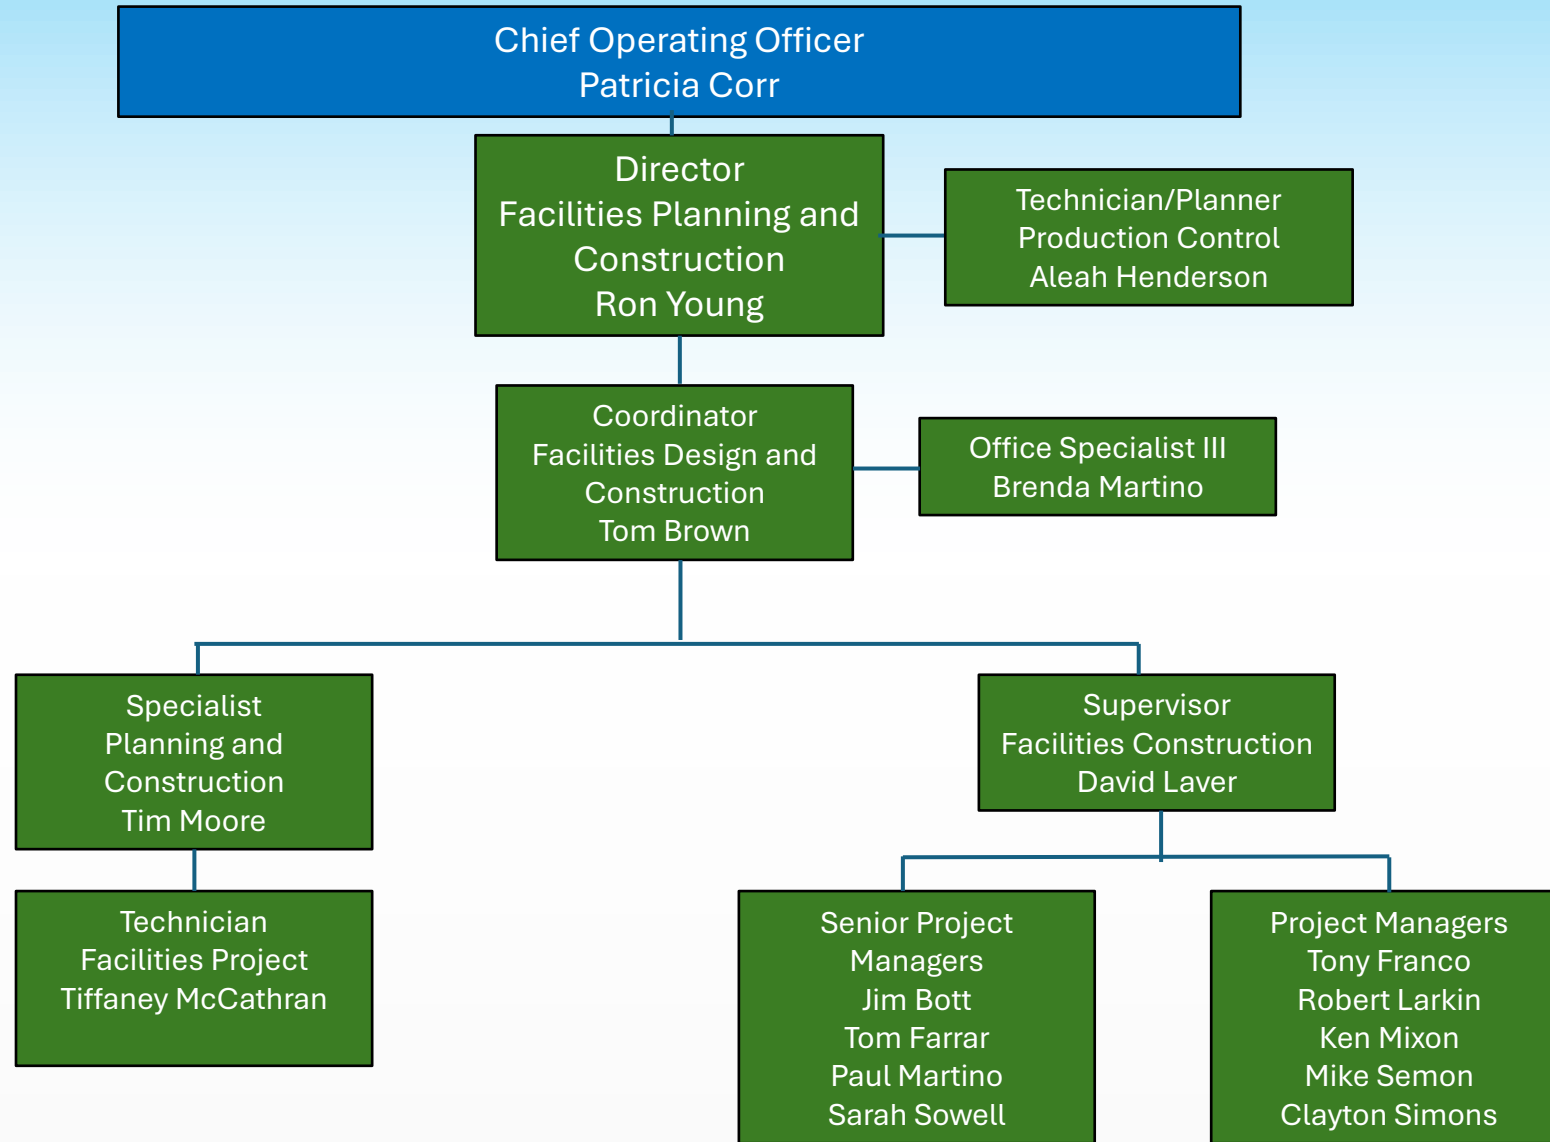 Chief Operating Officer
Patricia Corr
Director
Facilities Planning and
Construction
Ron Young
Technician/Planner
Production Control
Aleah Henderson
Coordinator
Facilities Design and
Construction
Tom Brown
Office Specialist III
Brenda Martino
Specialist
Planning and
Construction
Tim Moore
Supervisor
Facilities Construction
David Laver
Technician
Facilities Project
Tiffaney McCathran
Senior Project
Managers
Jim Bott
Tom Farrar
Paul Martino
Sarah Sowell
Project Managers
Tony Franco
Robert Larkin
Ken Mixon
Mike Semon
Clayton Simons